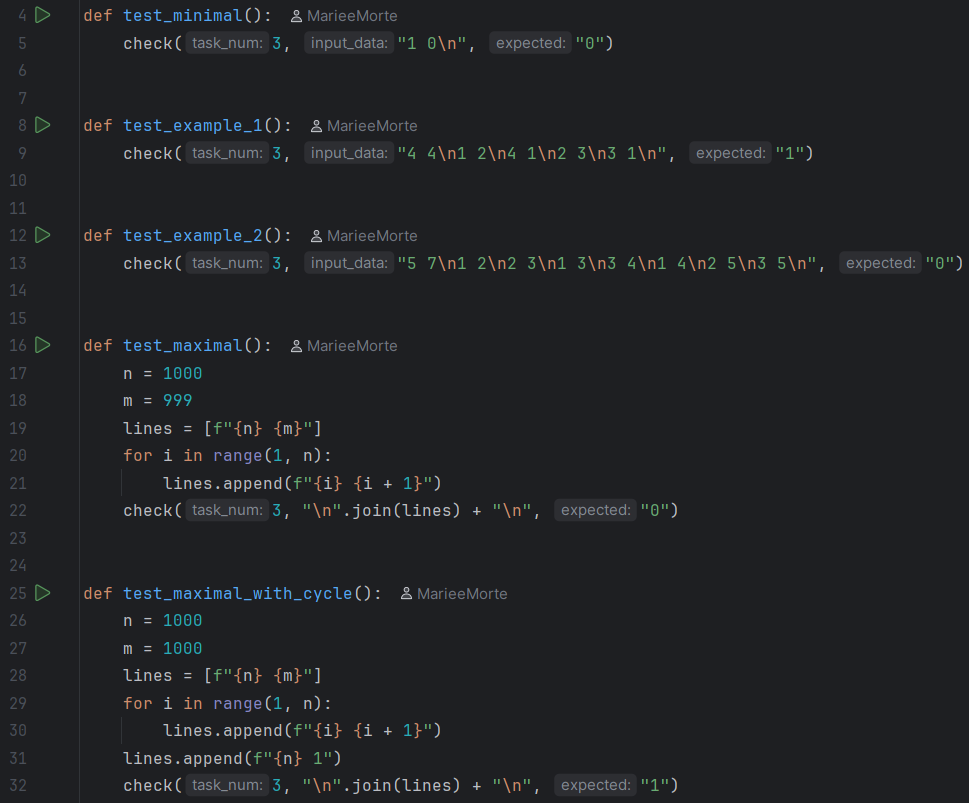 4 def test_minimal(): MarieeMorte
5 check( task_num: 3, input_data: "1 0\n", expected: "0")
6
7
8 def test_example_1(): MarieeMorte
9 check( task_num: 3, input_data: "4 4\n1 2\n4 1\n2 3\n3 1\n", expected: "1")
10
11
12 def test_example_2(): MarieeMorte
13 check( task_num: 3, input_data: "5 7\n1 2\n2 3\n1 3\n3 4\n1 4\n2 5\n3 5\n", expected: "0")
14
15
16 def test_maximal(): MarieeMorte
17 n = 1000
18 m = 999
19 lines = [f"{n} {m}"]
20 for i in range(1, n):
21 lines.append(f"{i} {i + 1}")
22 check( task_num: 3, "\n".join(lines) + "\n", expected: "0")
23
24
25 def test_maximal_with_cycle(): MarieeMorte
26 n = 1000
27 m = 1000
28 lines = [f"{n} {m}"]
29 for i in range(1, n):
30 lines.append(f"{i} {i + 1}")
31 lines.append(f"{n} 1")
32 check( task_num: 3, "\n".join(lines) + "\n", expected: "1")